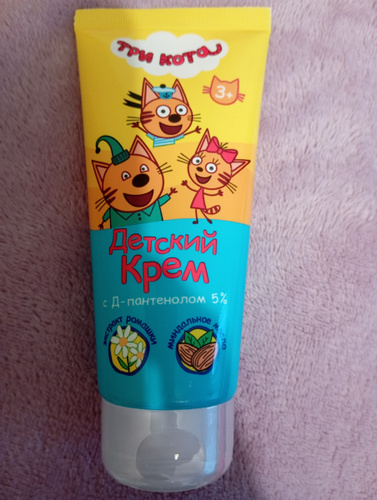 ТРИ КОТА
3+
Детский
Крем
с Д-пантенолом 5%
экстракт ромашки
миндальное масло